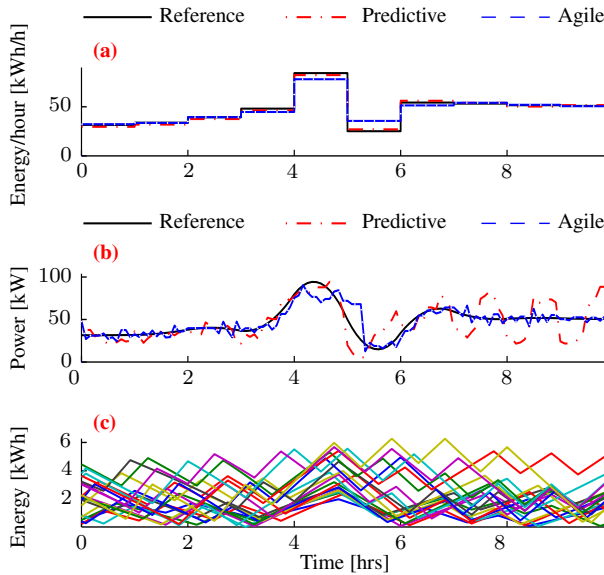 Reference Predictive Agile
(a)
Energy/hour [kWh/h]
50
0
0 2 4 6 8
Reference Predictive Agile
(b)
Power [kW]
100
50
0
0 2 4 6 8
(c)
Energy [kWh]
6
4
2
0 2 4 6 8
Time [hrs]